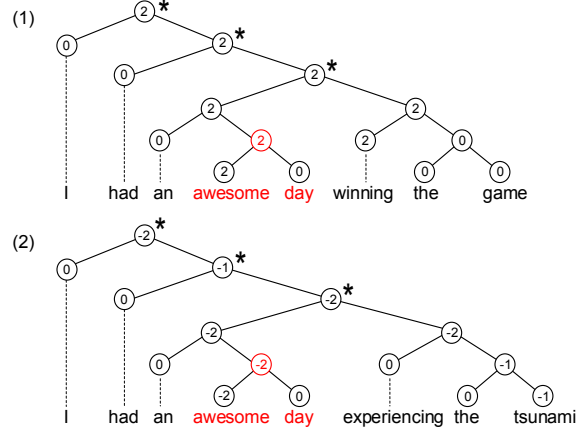 (1)
2 *
0 2 *
0 2 *
2 2
0 2 2 0
2 0 0 0
I had an awesome day winning the game
(2)
-2 *
0 -1 *
0 -2 *
-2 -2
0 -2 0 -1
-2 0 0 -1
I had an awesome day experiencing the tsunami